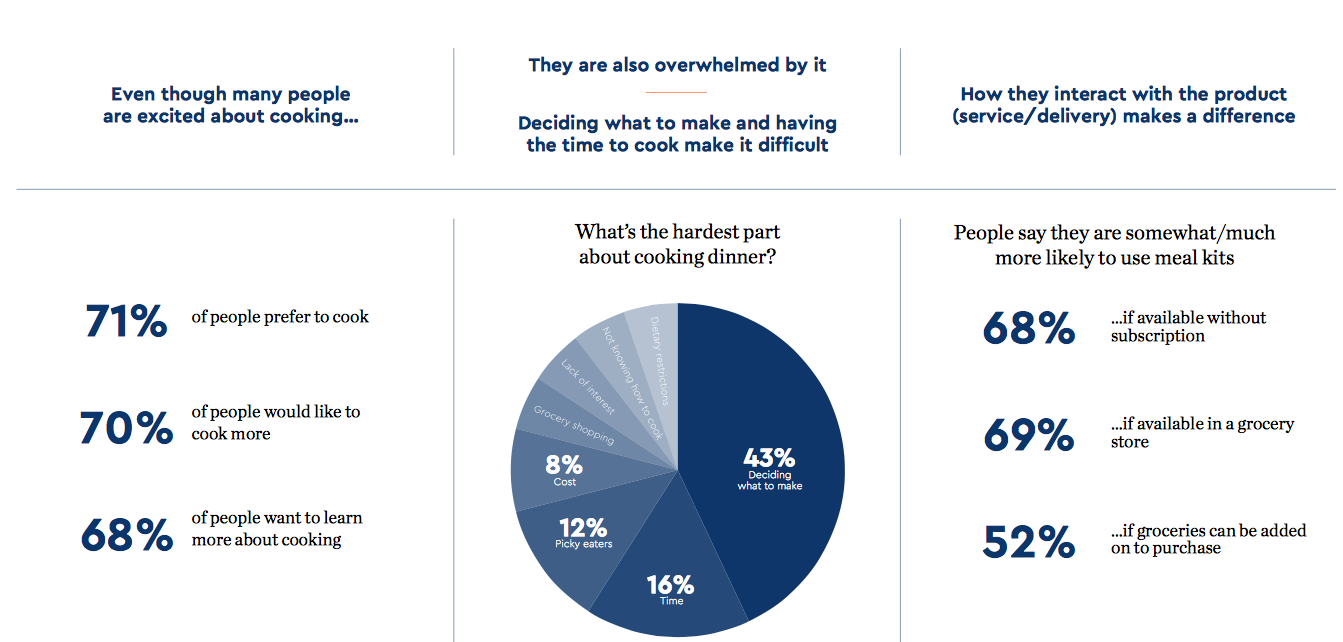 Even though many people
are excited about cooking...
They are also overwhelmed by it
Deciding what to make and having
the time to cook make it difficult
How they interact with the product
(service/delivery) makes a difference
71%
of people prefer to cook
70%
of people would like to
cook more
68%
of people want to learn
more about cooking
What's the hardest part
about cooking dinner?
Dietary restrictions
Not knowing how to cook
Lack of interest
Grocery shopping
8%
Cost
12%
Picky eaters
16%
Time
43%
Deciding
what to make
People say they are somewhat/much
more likely to use meal kits
68%
...if available without
subscription
69%
...if available in a grocery
store
52%
...if groceries can be added
on to purchase